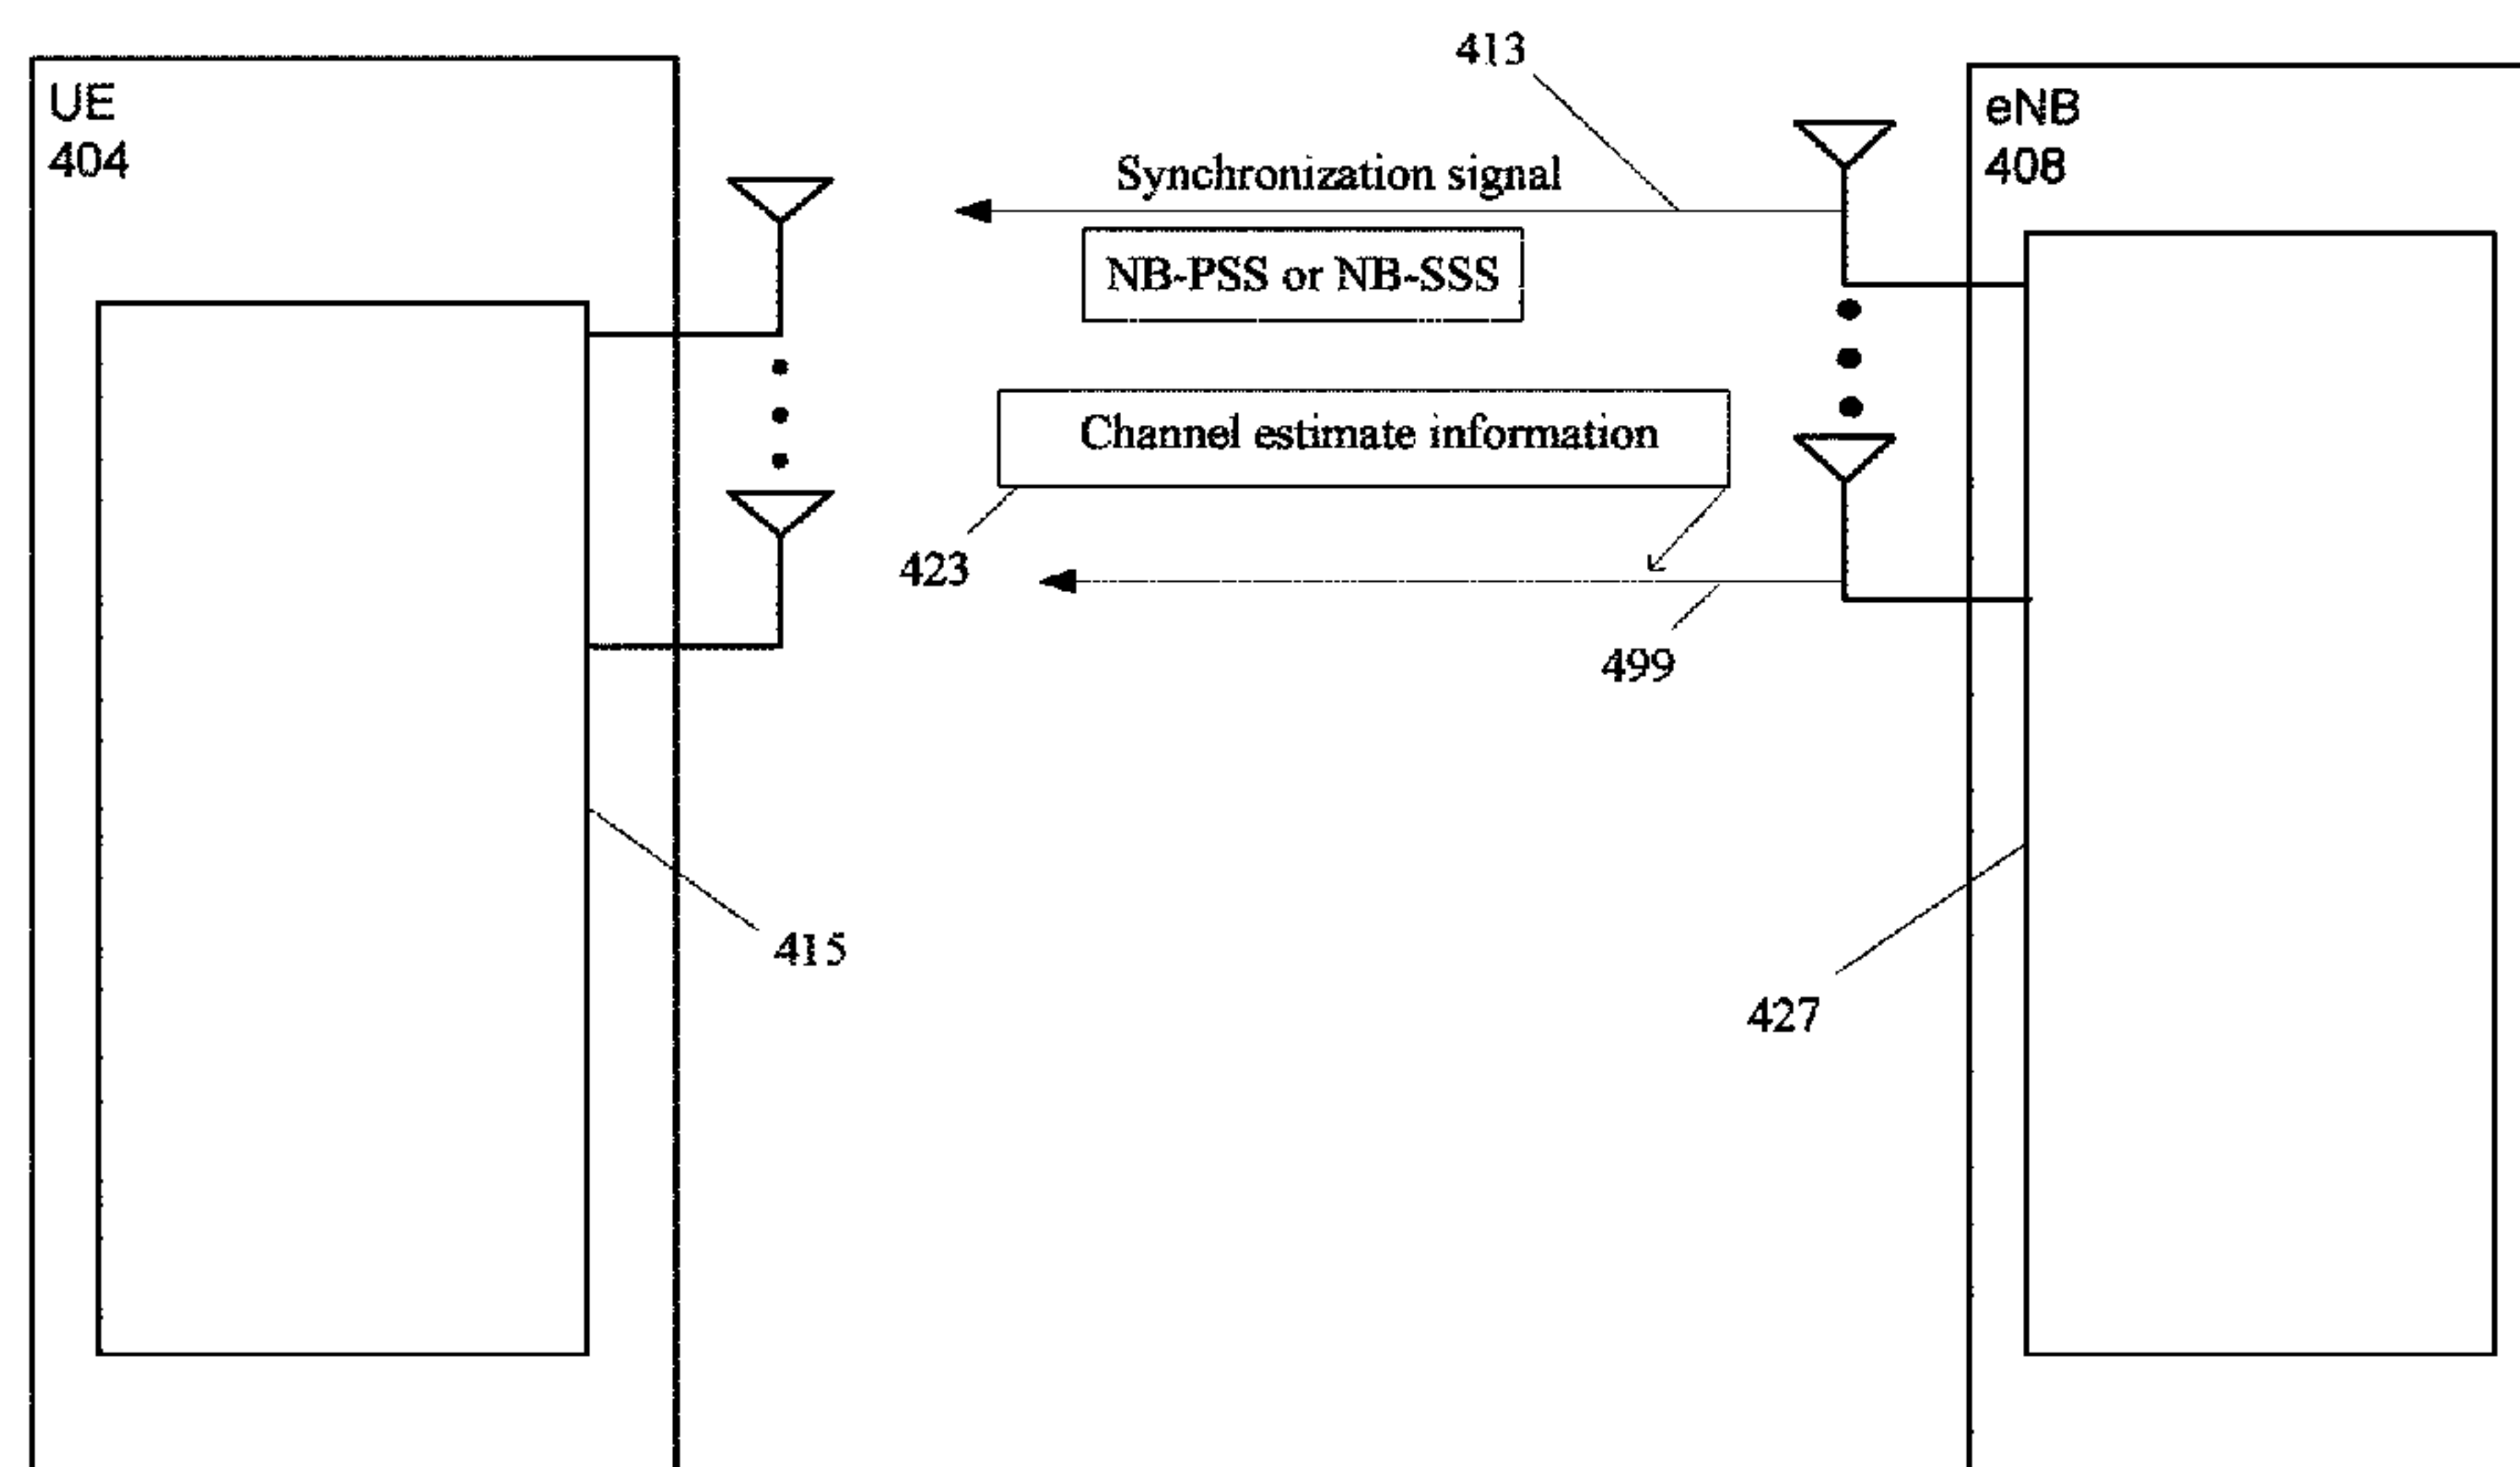 UE
404
413
eNB
408
Synchronization signal
NB-PSS or NB-SSS
Channel estimate information
423
499
415
427